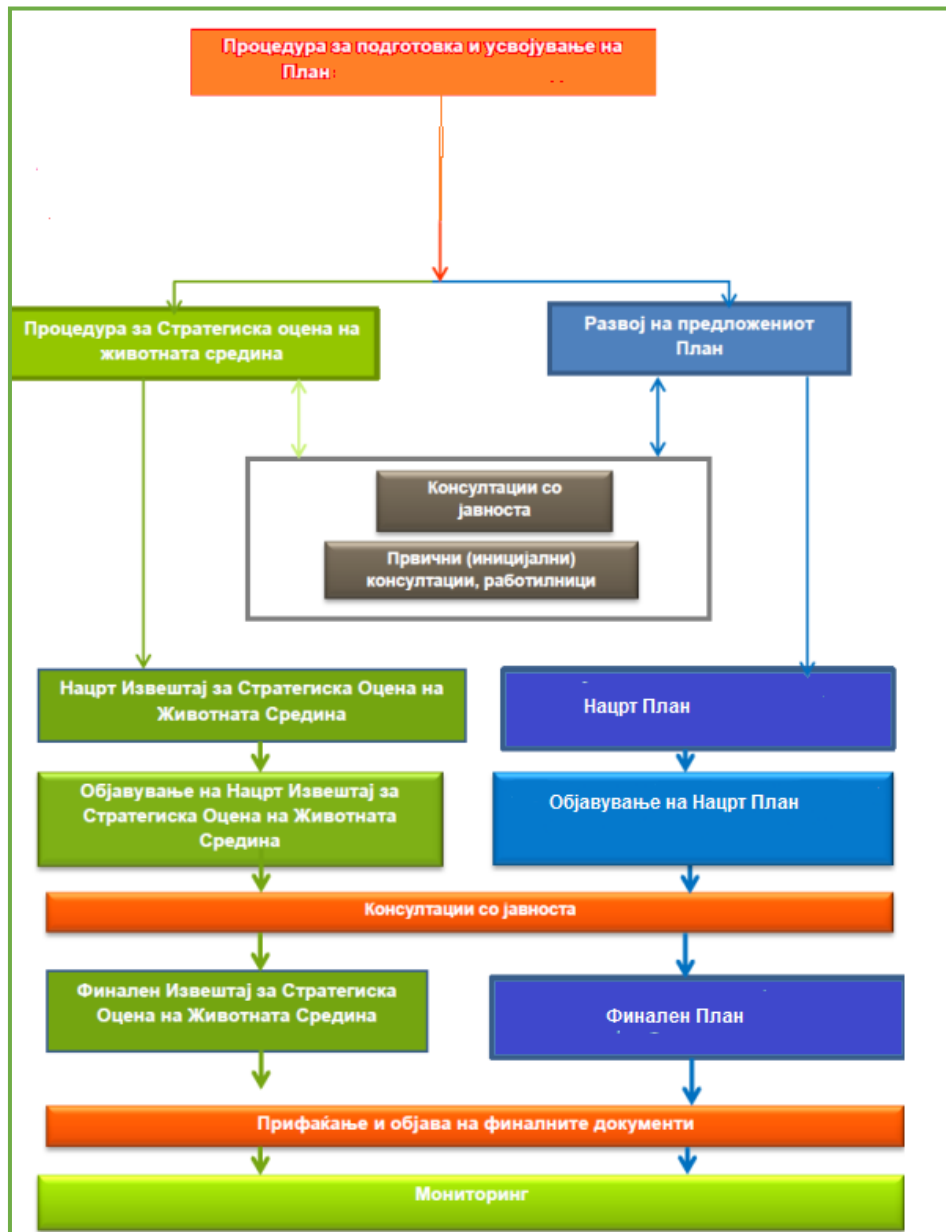 Процедура за подготовка и усвојување на
План
Процедура за Стратегиска оцена на
животната средина
Развој на предложениот
План
Консултации со
јавноста
Првични (иницијални)
консултации, работилници
Нацрт Извештај за Стратегиска Оцена на
Животната Средина
Нацрт План
Објавување на Нацрт Извештај за
Стратегиска Оцена на Животната
Средина
Објавување на Нацрт План
Консултации со јавноста
Финален Извештај за Стратегиска
Оцена на Животната Средина
Финален План
Прифаќање и објава на финалните документи
Мониторинг